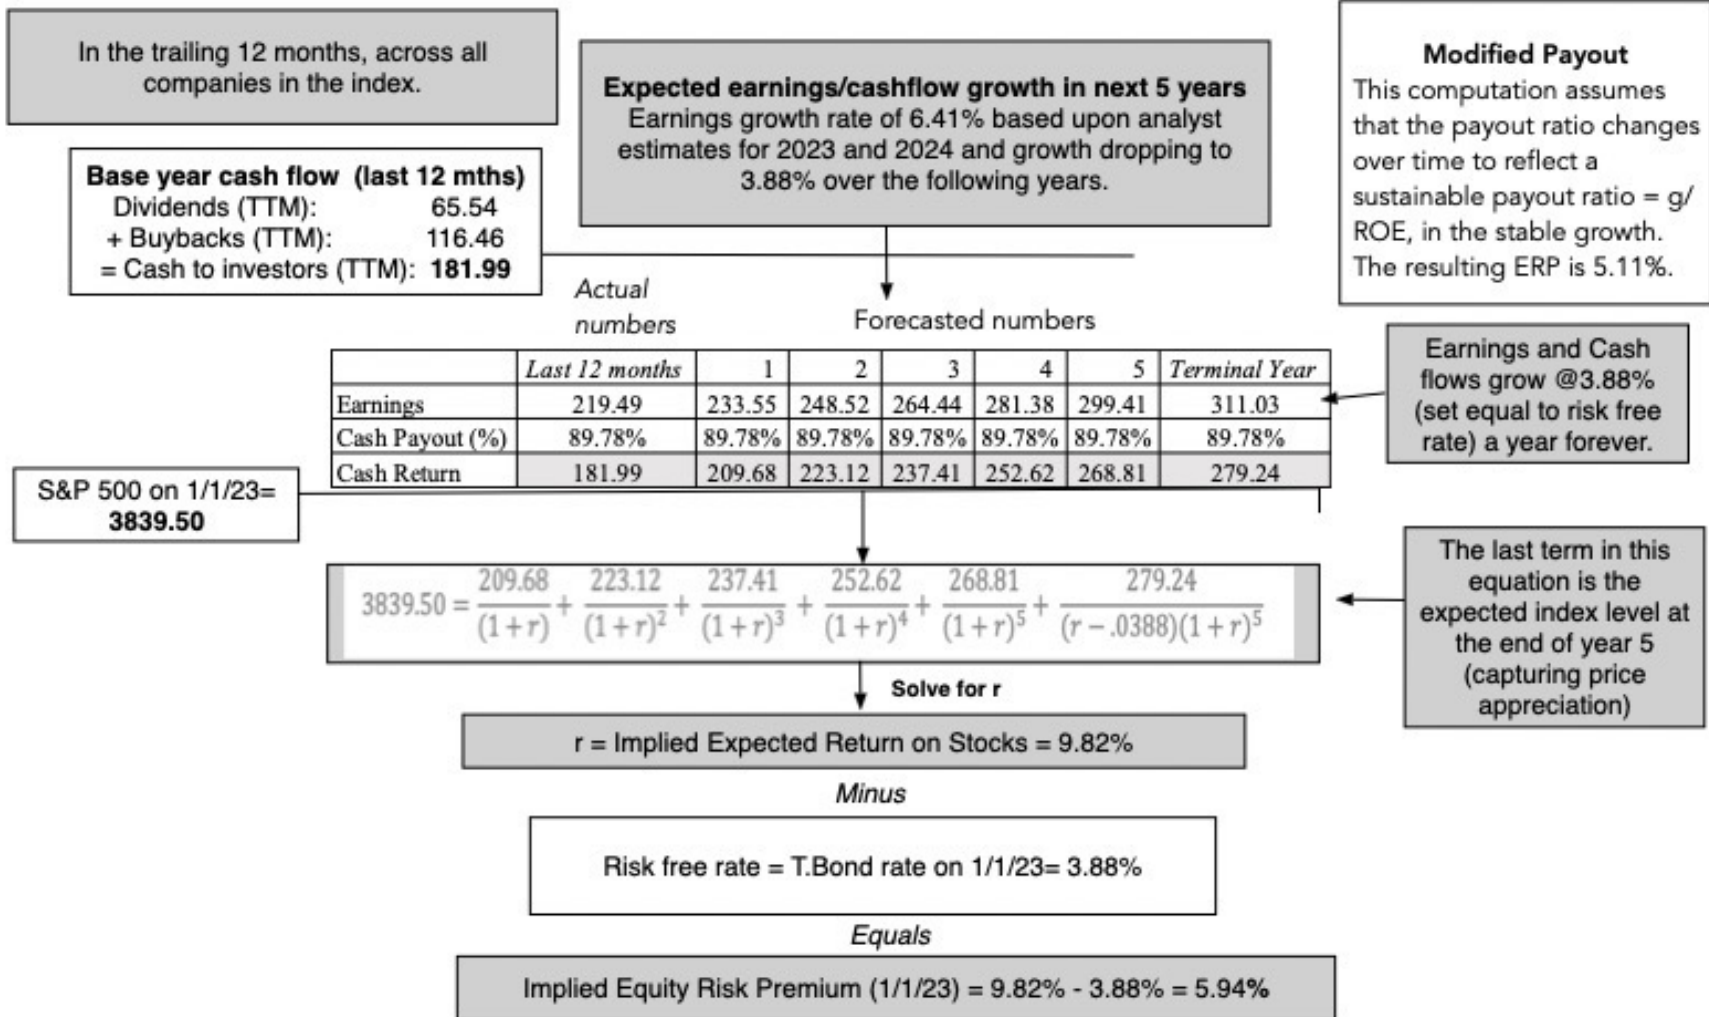 In the trailing 12 months, across all
companies in the index.
Expected earnings/cashflow growth in next 5 years
Earnings growth rate of 6.41% based upon analyst
estimates for 2023 and 2024 and growth dropping to
3.88% over the following years.
Modified Payout
This computation assumes
that the payout ratio changes
over time to reflect a
sustainable payout ratio = g/
ROE, in the stable growth.
The resulting ERP is 5.11%.
Base year cash flow (last 12 mths)
Dividends (TTM): 65.54
+ Buybacks (TTM): 116.46
= Cash to investors (TTM): 181.99
Actual
numbers
Forecasted numbers
Last 12 months 1 2 3 4 5 Terminal Year
Earnings 219.49 233.55 248.52 264.44 281.38 299.41 311.03
Cash Payout (%) 89.78% 89.78% 89.78% 89.78% 89.78% 89.78% 89.78%
Cash Return 181.99 209.68 223.12 237.41 252.62 268.81 279.24
Earnings and Cash
flows grow @3.88%
(set equal to risk free
rate) a year forever.
S&P 500 on 1/1/23=
3839.50
3839.50 = 209.68/(1+r) + 223.12/(1+r)² + 237.41/(1+r)³ + 252.62/(1+r)⁴ + 268.81/(1+r)⁵ + 279.24/(r−.0388)(1+r)⁵
The last term in this
equation is the
expected index level at
the end of year 5
(capturing price
appreciation)
Solve for r
r = Implied Expected Return on Stocks = 9.82%
Minus
Risk free rate = T.Bond rate on 1/1/23= 3.88%
Equals
Implied Equity Risk Premium (1/1/23) = 9.82% - 3.88% = 5.94%